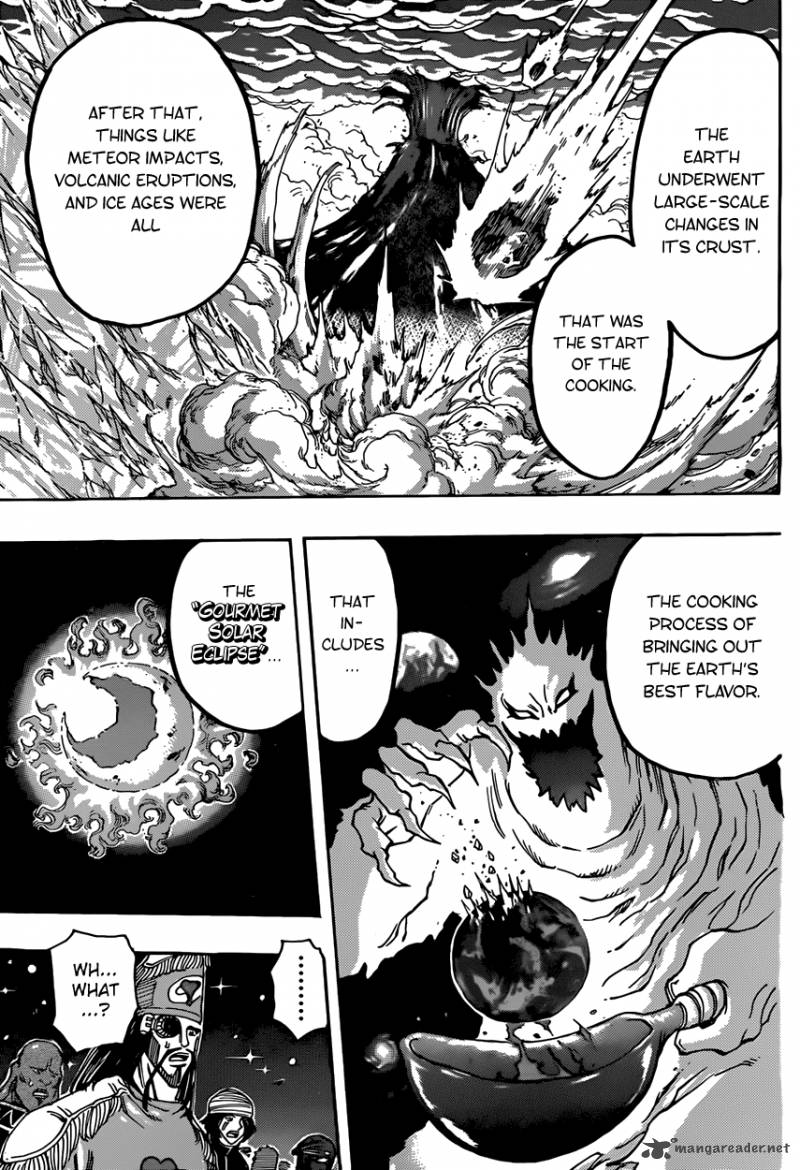 THE
EARTH
UNDERWENT
LARGE-SCALE
CHANGES IN
IT'S CRUST.
THAT WAS
THE START
OF THE
COOKING.
AFTER THAT,
THINGS LIKE
METEOR IMPACTS,
VOLCANIC ERUPTIONS,
AND ICE AGES WERE
ALL
THE COOKING
PROCESS OF
BRINGING OUT
THE EARTH'S
BEST FLAVOR.
THAT
IN-
CLUDES
...
THE
"GOURMET
SOLAR
ECLIPSE"...
........
WH...
WHAT
...?
mangareader.net